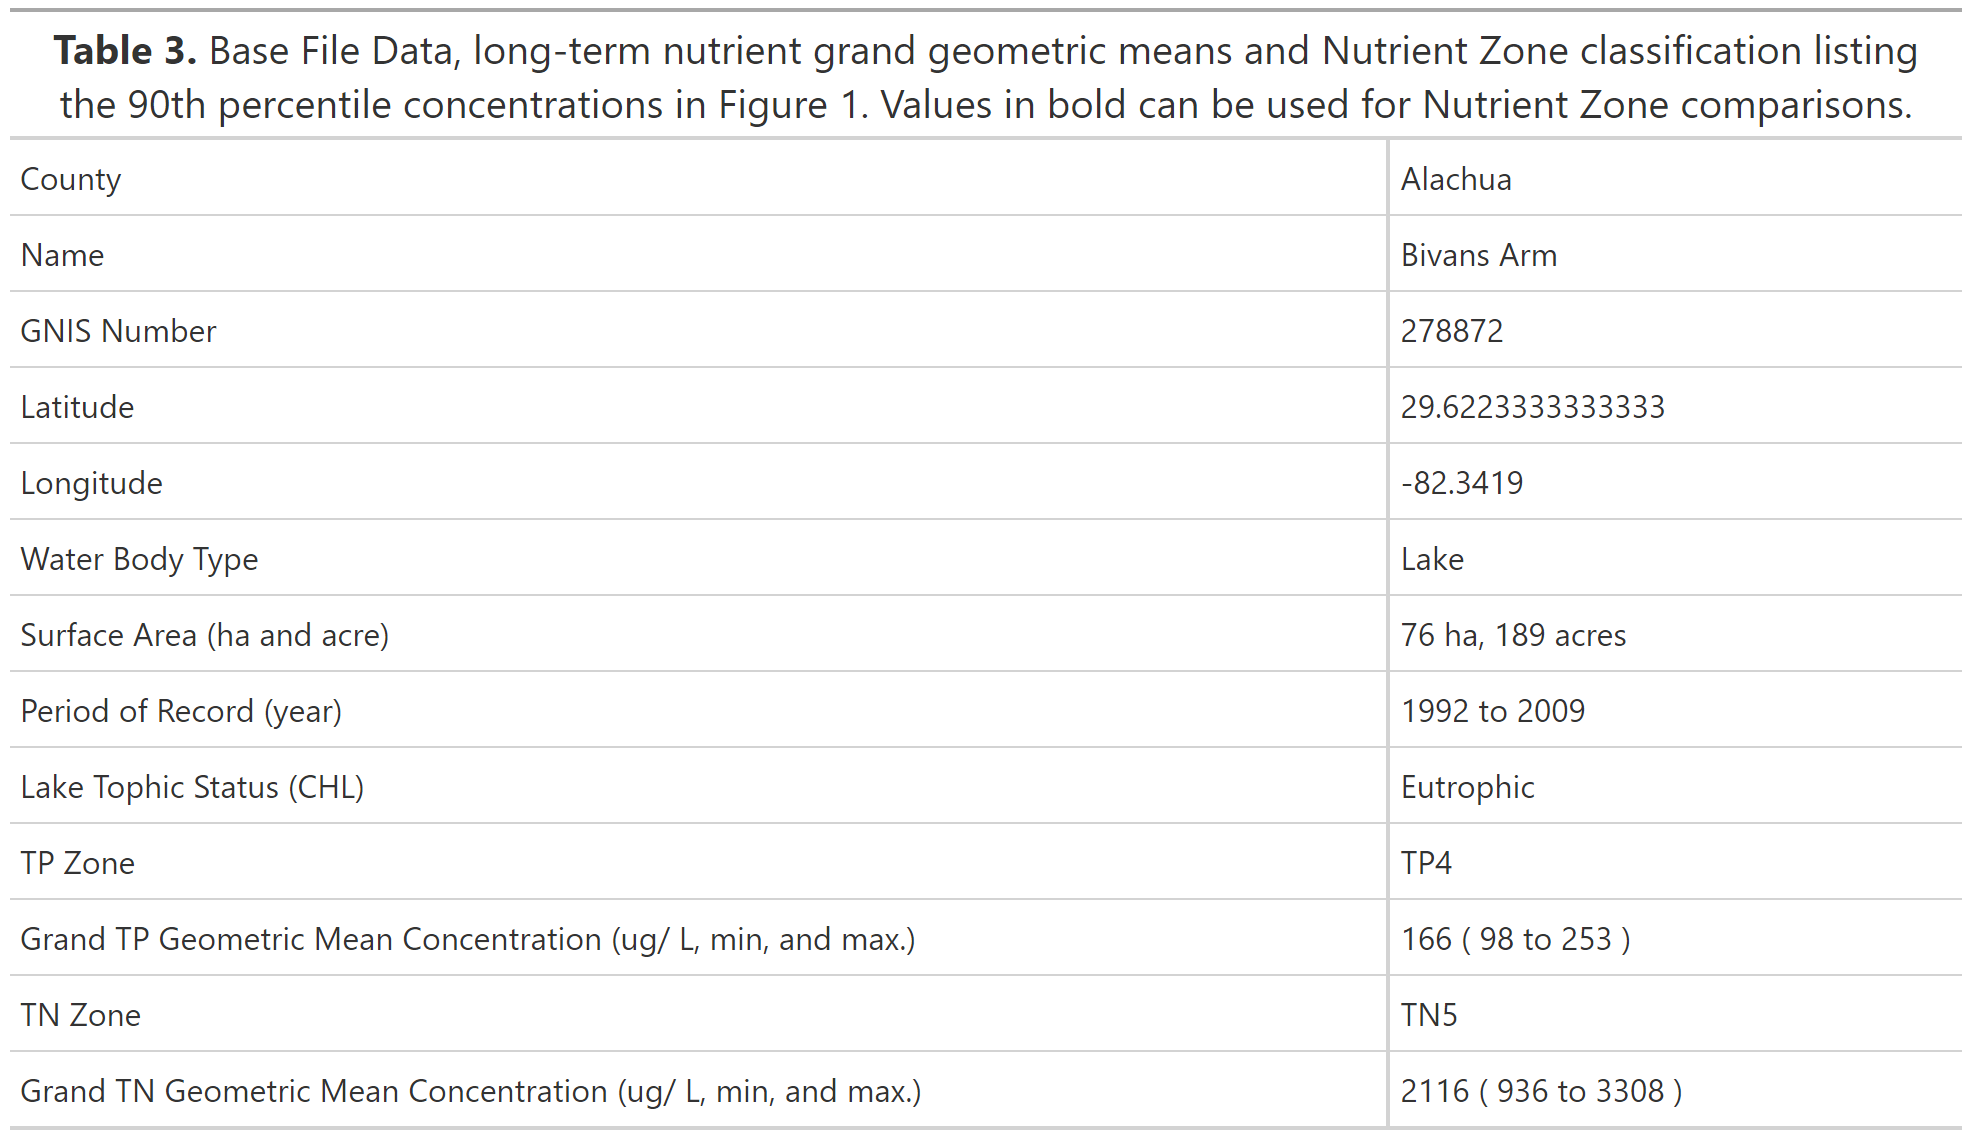 Table 3. Base File Data, long-term nutrient grand geometric means and Nutrient Zone classification listing
the 90th percentile concentrations in Figure 1. Values in bold can be used for Nutrient Zone comparisons.
County Alachua
Name Bivans Arm
GNIS Number 278872
Latitude 29.6223333333333
Longitude -82.3419
Water Body Type Lake
Surface Area (ha and acre) 76 ha, 189 acres
Period of Record (year) 1992 to 2009
Lake Tophic Status (CHL) Eutrophic
TP Zone TP4
Grand TP Geometric Mean Concentration (ug/ L, min, and max.) 166 ( 98 to 253 )
TN Zone TN5
Grand TN Geometric Mean Concentration (ug/ L, min, and max.) 2116 ( 936 to 3308 )